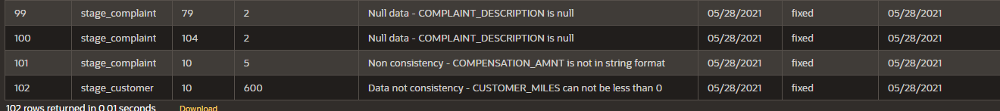 99 stage_complaint 79 2 Null data - COMPLAINT_DESCRIPTION is null 05/28/2021 fixed 05/28/2021
100 stage_complaint 104 2 Null data - COMPLAINT_DESCRIPTION is null 05/28/2021 fixed 05/28/2021
101 stage_complaint 10 5 Non consistency - COMPENSATION_AMNT is not in string format 05/28/2021 fixed 05/28/2021
102 stage_customer 10 600 Data not consistency - CUSTOMER_MILES can not be less than 0 05/28/2021 fixed 05/28/2021
102 rows returned in 0.01 seconds Download